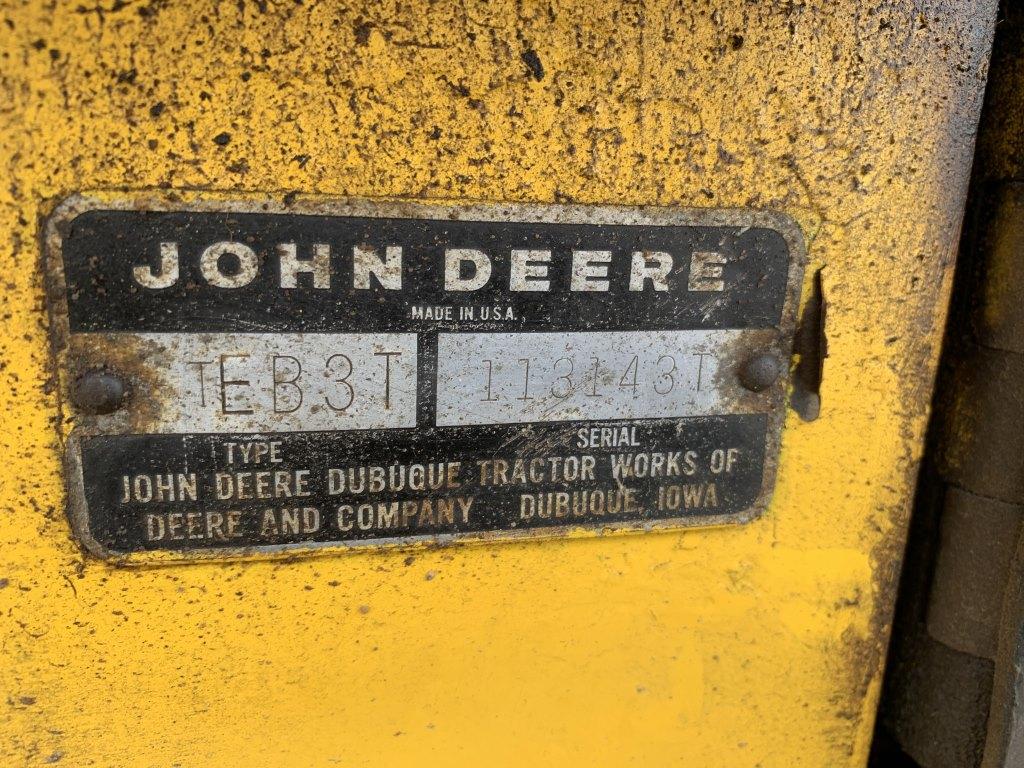 JOHN DEERE
MADE IN U.S.A.
TEB3T 113143T
TYPE SERIAL
JOHN DEERE DUBUQUE TRACTOR WORKS OF
DEERE AND COMPANY DUBUQUE, IOWA